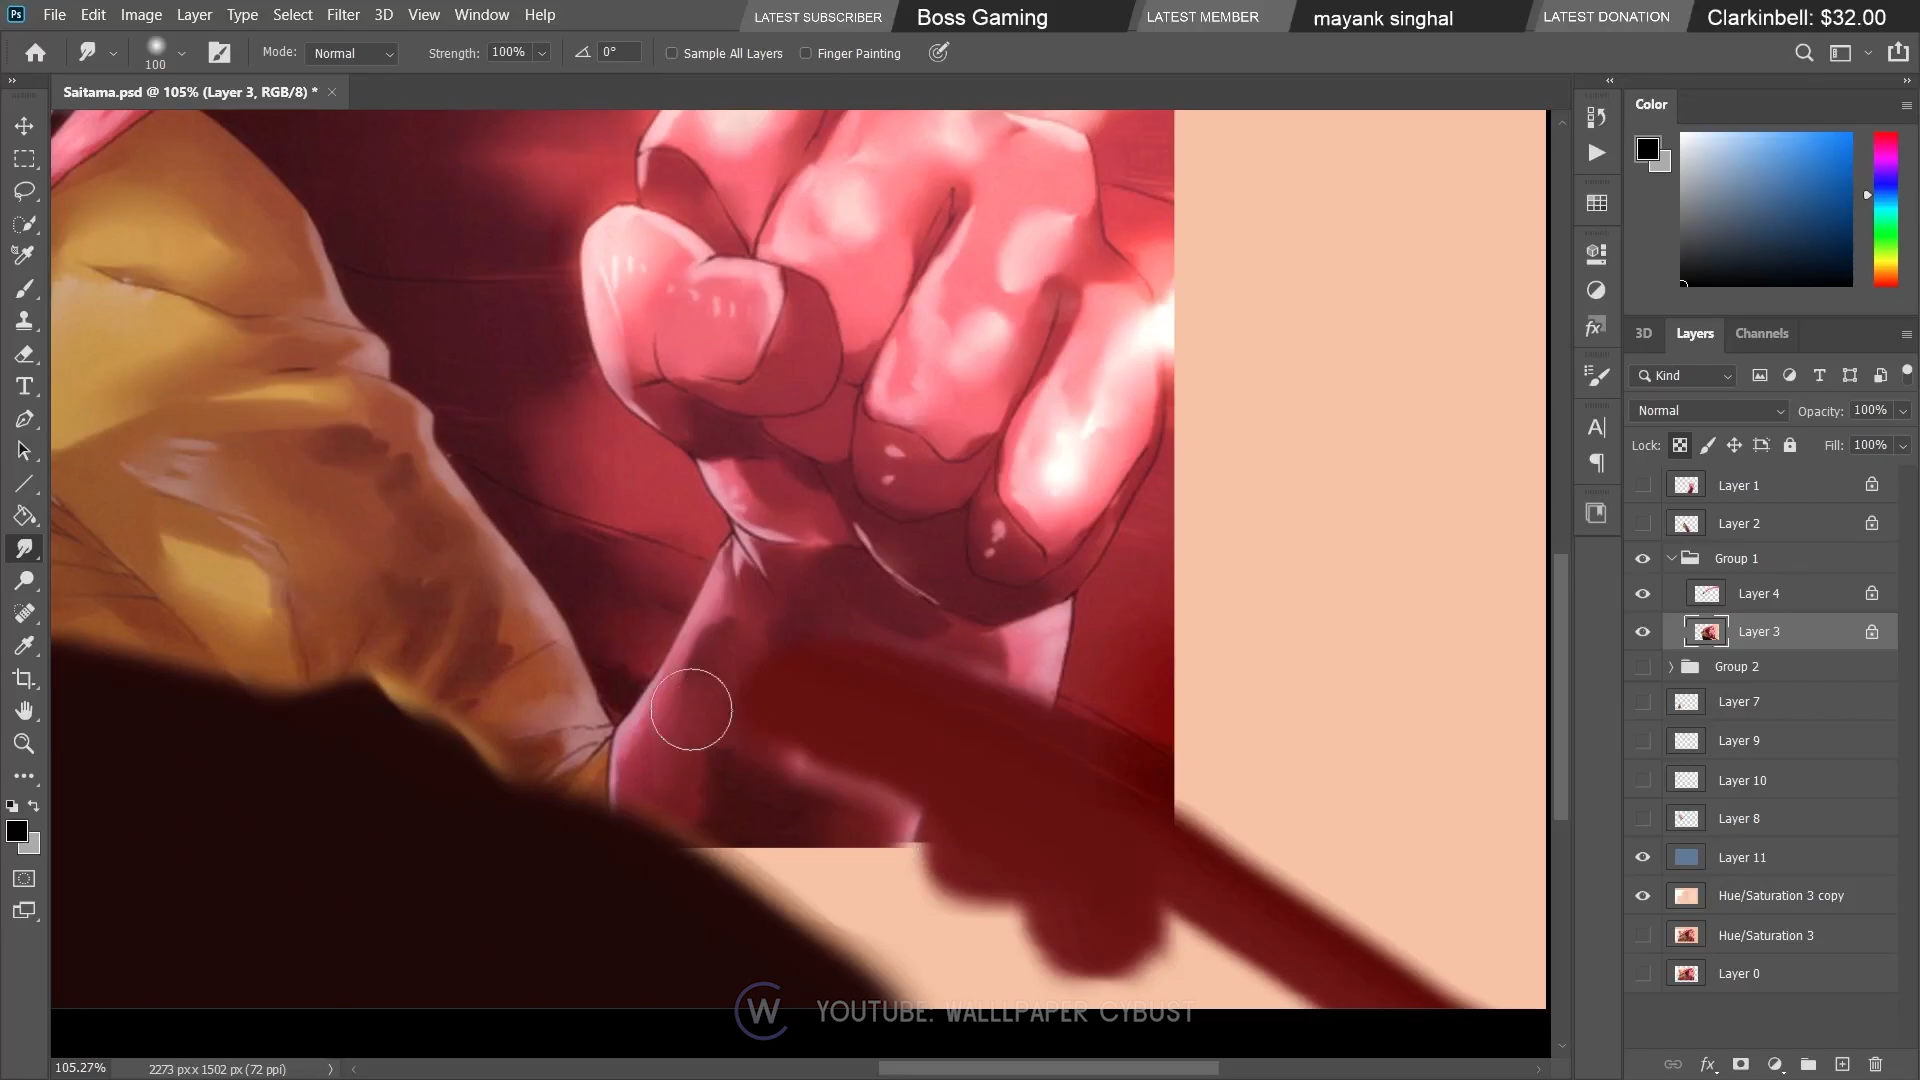 Ps File Edit Image Layer Type Select Filter 3D View Window Help
LATEST SUBSCRIBER Boss Gaming LATEST MEMBER mayank singhal LATEST DONATION Clarkinbell: $32.00
100 Mode: Normal Strength: 100% 0° Sample All Layers Finger Painting
Saitama.psd @ 105% (Layer 3, RGB/8) *
Color
3D Layers Channels
Kind
Normal Opacity: 100%
Lock: Fill: 100%
Layer 1
Layer 2
Group 1
Layer 4
Layer 3
Group 2
Layer 7
Layer 9
Layer 10
Layer 8
Layer 11
Hue/Saturation 3 copy
Hue/Saturation 3
Layer 0
W YOUTUBE: WALLLPAPER CYBUST
105.27% 2273 px x 1502 px (72 ppi)